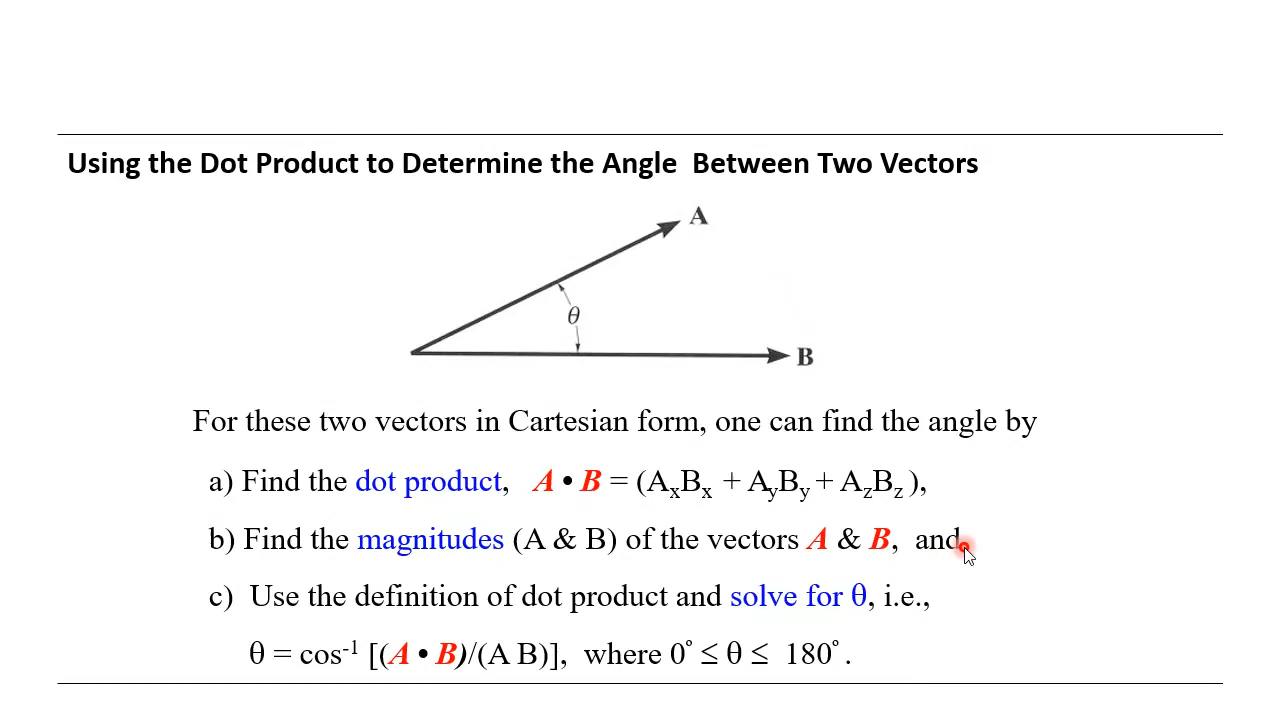 Using the Dot Product to Determine the Angle  Between Two Vectors
A
θ
B
For these two vectors in Cartesian form, one can find the angle by
a) Find the dot product,   A • B = (AₓBₓ + AyBy + AzBz ),
b) Find the magnitudes (A & B) of the vectors A & B,  and
c)  Use the definition of dot product and solve for θ, i.e.,
θ = cos⁻¹ [(A • B)/(A B)],  where 0° ≤ θ ≤  180° .